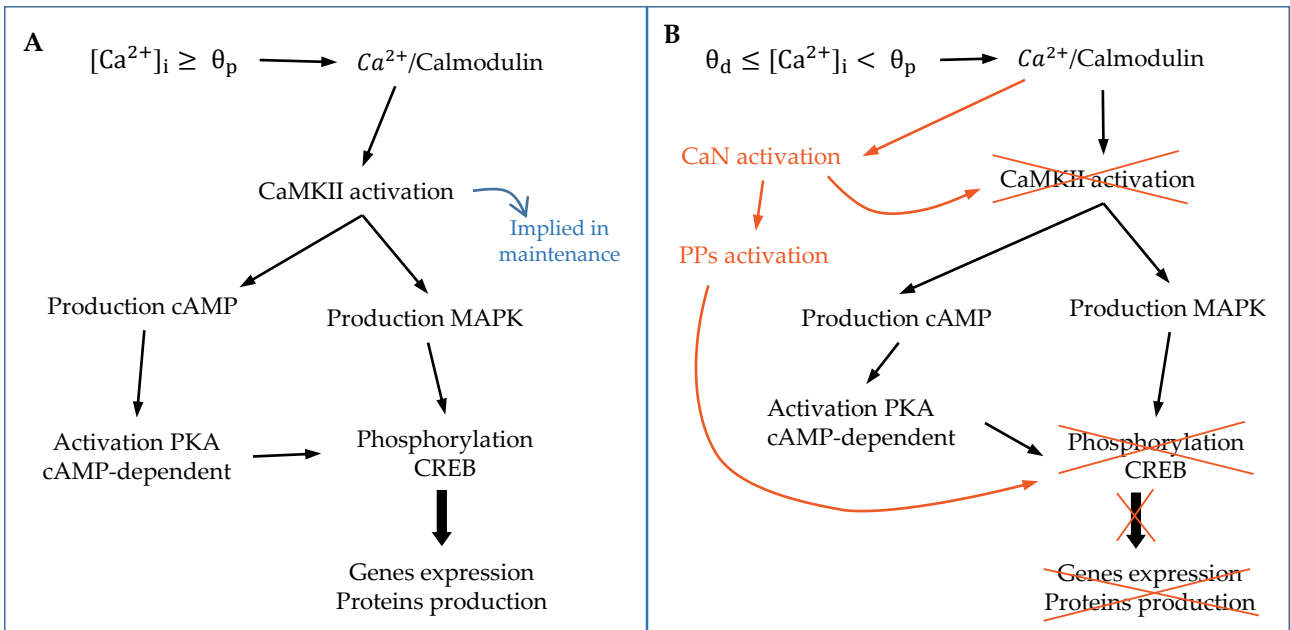 A
[Ca²⁺]ᵢ ≥ θₚ
Ca²⁺/Calmodulin
CaMKII activation
Implied in
maintenance
Production cAMP
Production MAPK
Activation PKA
cAMP-dependent
Phosphorylation
CREB
Genes expression
Proteins production
B
θ_d ≤ [Ca²⁺]ᵢ < θₚ
Ca²⁺/Calmodulin
CaN activation
CaMKII activation
PPs activation
Production cAMP
Production MAPK
Activation PKA
cAMP-dependent
Phosphorylation
CREB
Genes expression
Proteins production